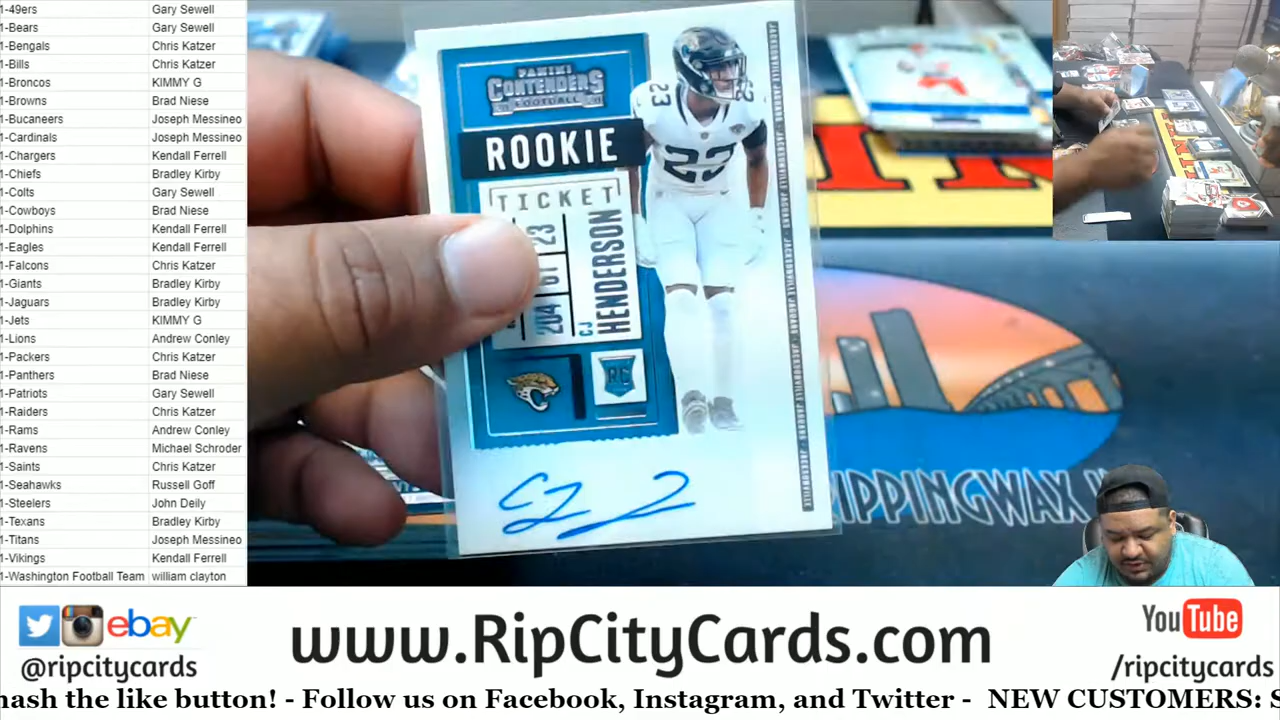 1-49ers Gary Sewell
1-Bears Gary Sewell
1-Bengals Chris Katzer
1-Bills Chris Katzer
1-Broncos KIMMY G
1-Browns Brad Niese
1-Bucaneers Joseph Messineo
1-Cardinals Joseph Messineo
1-Chargers Kendall Ferrell
1-Chiefs Bradley Kirby
1-Colts Gary Sewell
1-Cowboys Brad Niese
1-Dolphins Kendall Ferrell
1-Eagles Kendall Ferrell
1-Falcons Chris Katzer
1-Giants Bradley Kirby
1-Jaguars Bradley Kirby
1-Jets KIMMY G
1-Lions Andrew Conley
1-Packers Chris Katzer
1-Panthers Brad Niese
1-Patriots Gary Sewell
1-Raiders Chris Katzer
1-Rams Andrew Conley
1-Ravens Michael Schroder
1-Saints Chris Katzer
1-Seahawks Russell Goff
1-Steelers John Deily
1-Texans Bradley Kirby
1-Titans Joseph Messineo
1-Vikings Kendall Ferrell
1-Washington Football Team william clayton
PANINI
CONTENDERS
FOOTBALL
ROOKIE
TICKET
23
204
CJ
HENDERSON
RC
23
JACKSONVILLE JAGUARS
RIPPINGWAX
ebay
@ripcitycards
www.RipCityCards.com
YouTube
/ripcitycards
mash the like button! - Follow us on Facebook, Instagram, and Twitter - NEW CUSTOMERS: S